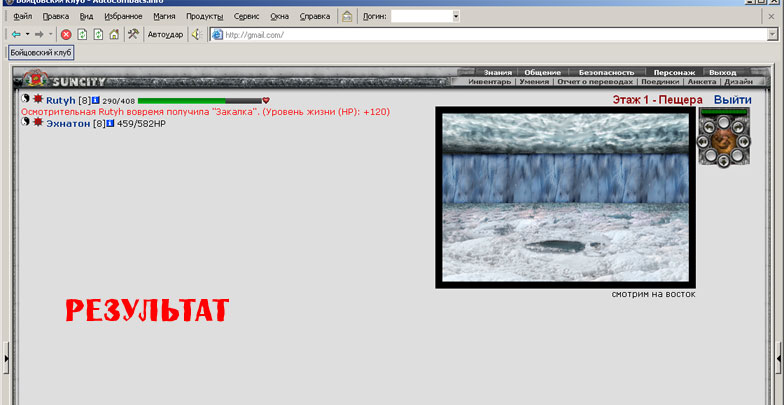 Бойцовский клуб - AutoCombats.info
Файл Правка Вид Избранное Магия Продукты Сервис Окна Справка Логин:
Автоудар http://gmail.com/
Бойцовский клуб
SUNCITY
Знания Общение Безопасность Персонаж Выход
Инвентарь Умения Отчет о переводах Поединки Анкета Дизайн
Rutyh [8] 290/408
Этаж 1 - Пещера Выйти
Осмотрительная Rutyh вовремя получила "Закалка". (Уровень жизни (HP): +120)
Эхнатон [8] 459/582HP
смотрим на восток
РЕЗУЛЬТАТ